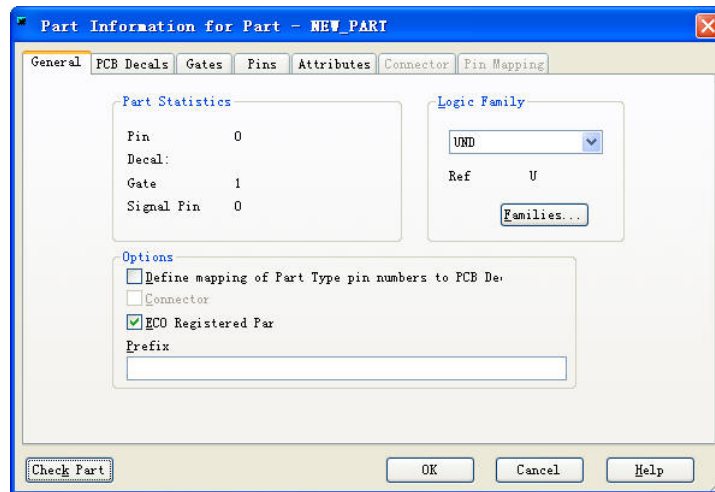 Part Information for Part - NEW_PART
General PCB Decals Gates Pins Attributes Connector Pin Mapping
Part Statistics
Pin 0
Decal:
Gate 1
Signal Pin 0
Logic Family
UND
Ref U
Families...
Options
Define mapping of Part Type pin numbers to PCB De
Connector
ECO Registered Par
Prefix
Check Part OK Cancel Help